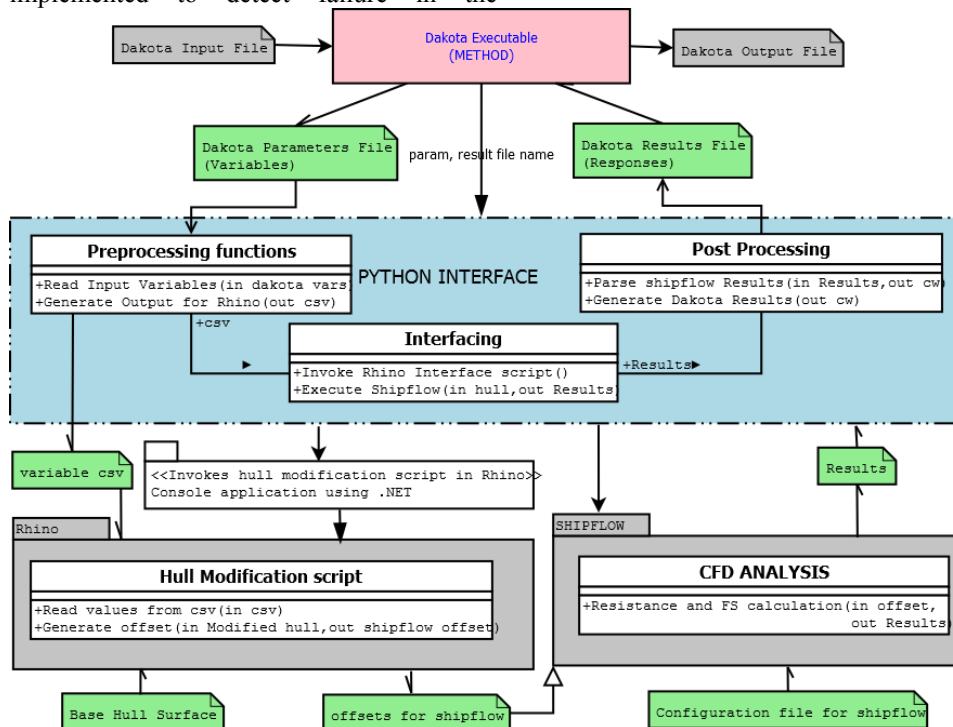 implemented to detect failure in the
Dakota Input File
Dakota Executable
(METHOD)
Dakota Output File
Dakota Parameters File
(Variables)
param, result file name
Dakota Results File
(Responses)
Preprocessing functions
+Read Input Variables(in dakota vars)
+Generate Output for Rhino(out csv)
PYTHON INTERFACE
Post Processing
+Parse shipflow Results(in Results,out cw)
+Generate Dakota Results(out cw)
+csv
Interfacing
+Invoke Rhino Interface script()
+Execute Shipflow(in hull,out Results)
+Results
variable csv
<<Invokes hull modification script in Rhino>>
Console application using .NET
Results
Rhino
Hull Modification script
+Read values from csv(in csv)
+Generate offset(in Modified hull,out shipflow offset)
SHIPFLOW
CFD ANALYSIS
+Resistance and FS calculation(in offset,
out Results)
Base Hull Surface
offsets for shipflow
Configuration file for shipflow